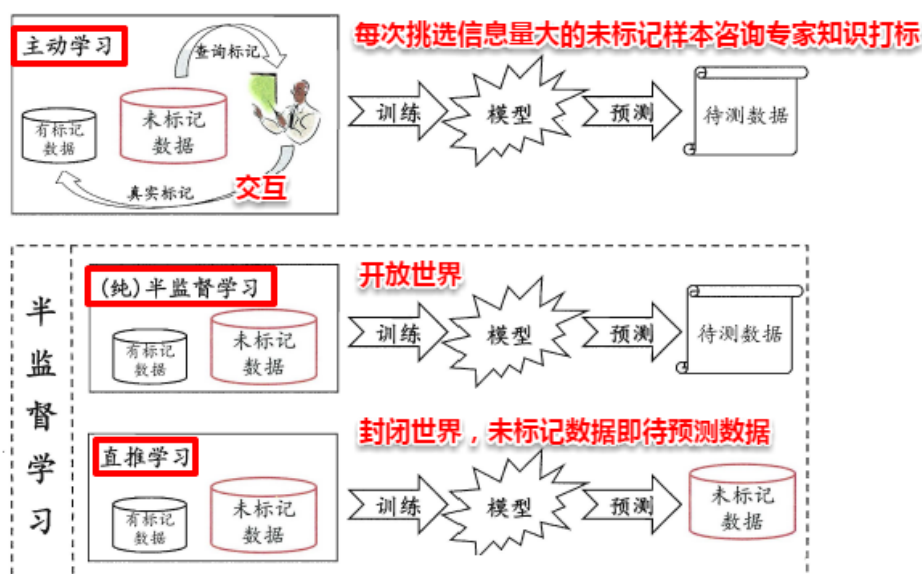 主动学习
查询标记
有标记
数据
未标记
数据
真实标记
交互
每次挑选信息量大的未标记样本咨询专家知识打标
训练
模型
预测
待测数据
半监督学习
(纯)半监督学习
开放世界
有标记
数据
未标记
数据
训练
模型
预测
待测数据
直推学习
封闭世界，未标记数据即待预测数据
有标记
数据
未标记
数据
训练
模型
预测
未标记
数据